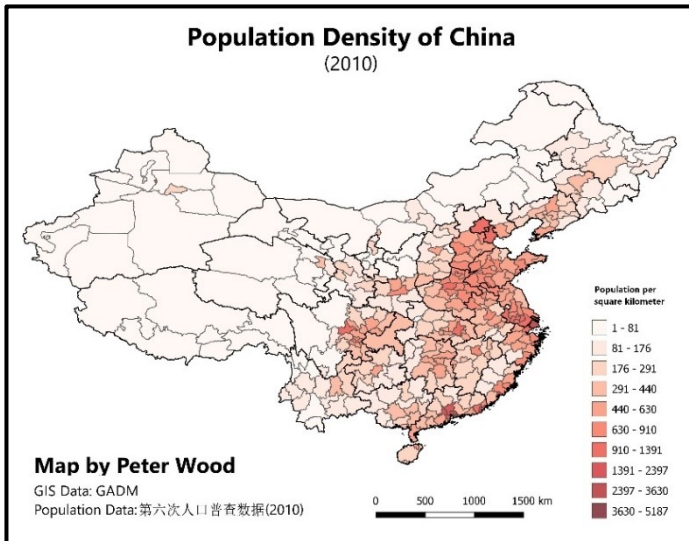 Population Density of China
(2010)
Population per
square kilometer
1 - 81
81 - 176
176 - 291
291 - 440
440 - 630
630 - 910
910 - 1391
1391 - 2397
2397 - 3630
3630 - 5187
Map by Peter Wood
GIS Data: GADM
Population Data:第六次人口普查数据(2010)
0 500 1000 1500 km